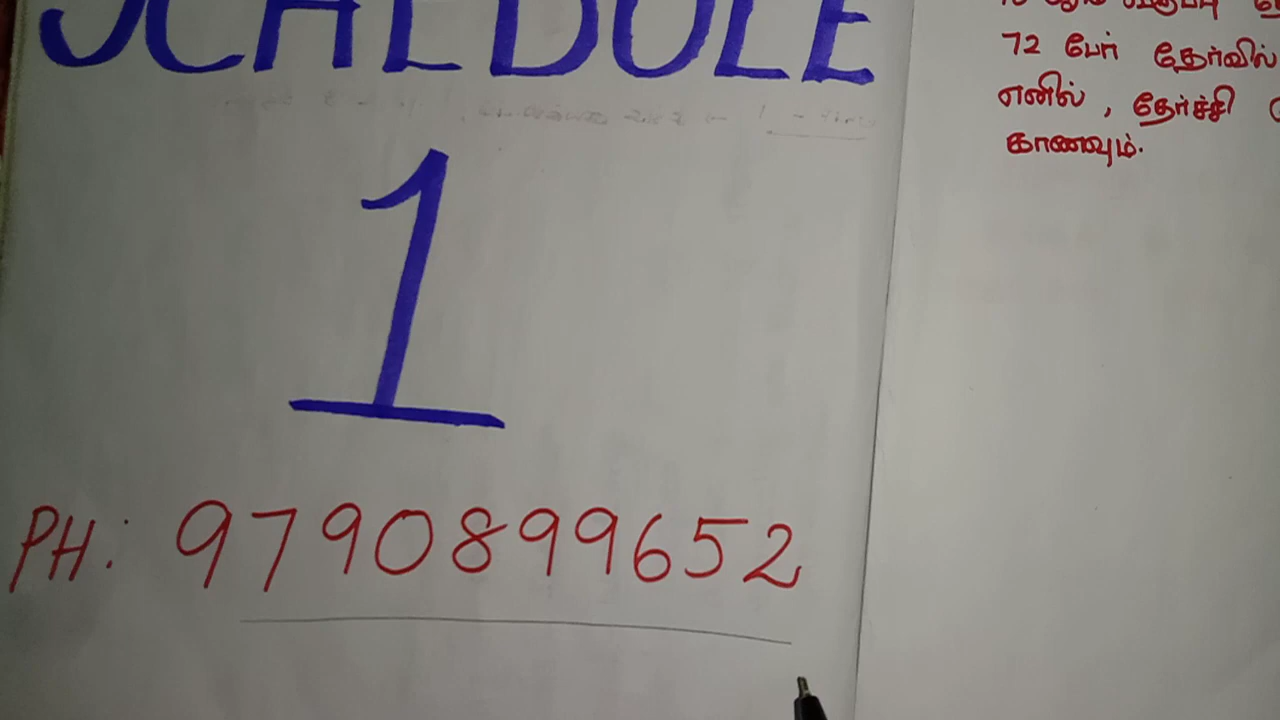 SCHEDULE
1
PH: 9790899652
72 பேர் தேர்வில்
எனில், தேர்ச்சி
காணவும்.